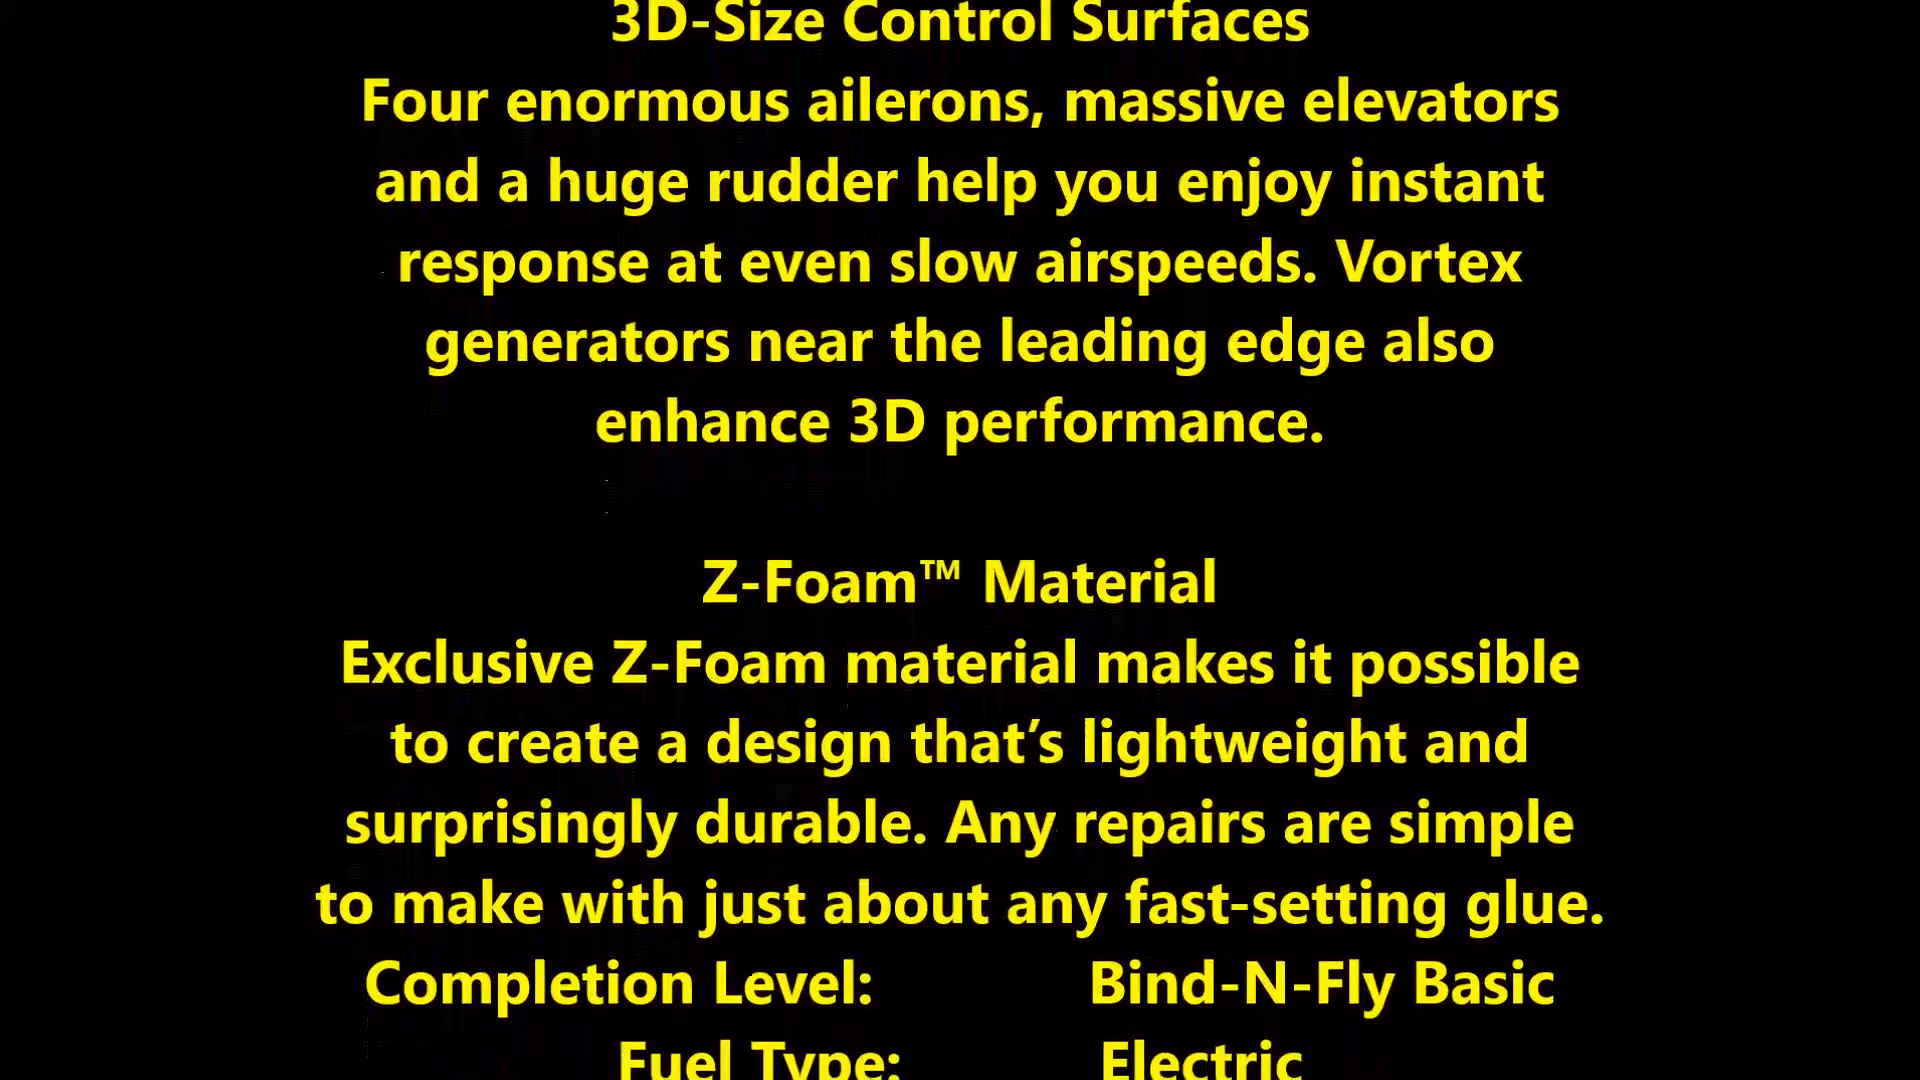 3D-Size Control Surfaces
Four enormous ailerons, massive elevators
and a huge rudder help you enjoy instant
response at even slow airspeeds. Vortex
generators near the leading edge also
enhance 3D performance.
Z-Foam™ Material
Exclusive Z-Foam material makes it possible
to create a design that’s lightweight and
surprisingly durable. Any repairs are simple
to make with just about any fast-setting glue.
Completion Level: Bind-N-Fly Basic
Fuel Type: Electric